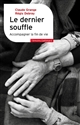 Claude Grange
Régis Debray
Le dernier
souffle
Accompagner la fin de vie